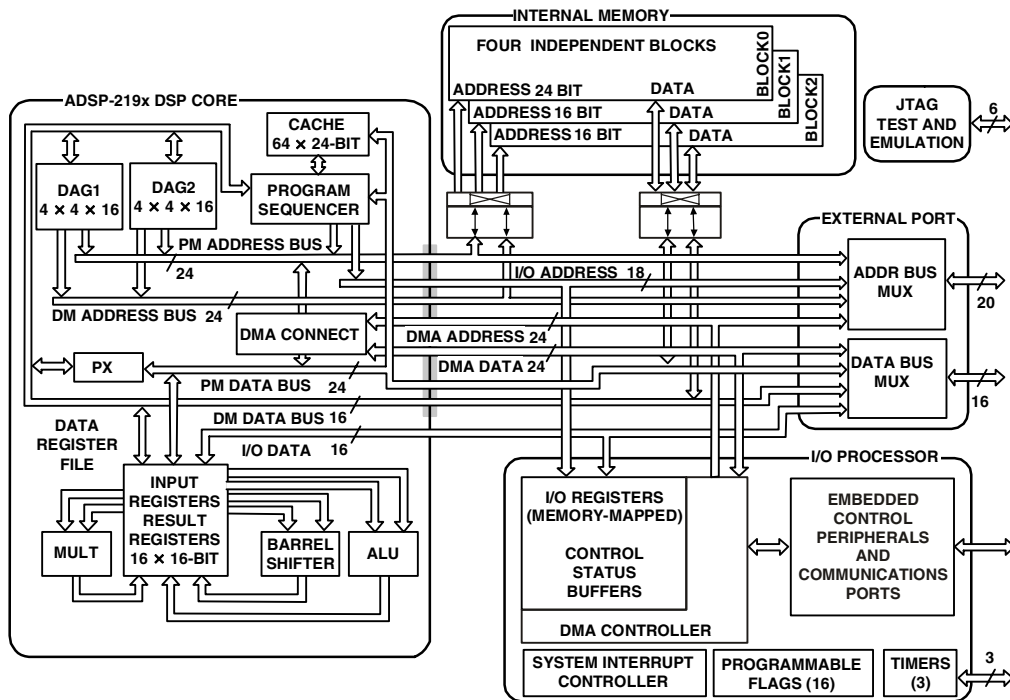 INTERNAL MEMORY
FOUR INDEPENDENT BLOCKS
BLOCK0
BLOCK1
BLOCK2
ADDRESS 24 BIT
DATA
ADDRESS 16 BIT
DATA
ADDRESS 16 BIT
DATA
JTAG
TEST AND
EMULATION
6
ADSP-219x DSP CORE
CACHE
64 × 24-BIT
DAG1
4 × 4 × 16
DAG2
4 × 4 × 16
PROGRAM
SEQUENCER
PM ADDRESS BUS
24
I/O ADDRESS 18
DM ADDRESS BUS 24
DMA CONNECT
DMA ADDRESS 24
DMA DATA 24
PX
PM DATA BUS 24
DM DATA BUS 16
I/O DATA 16
EXTERNAL PORT
ADDR BUS
MUX
20
DATA BUS
MUX
16
DATA
REGISTER
FILE
INPUT
REGISTERS
RESULT
REGISTERS
16 × 16-BIT
MULT
BARREL
SHIFTER
ALU
I/O PROCESSOR
I/O REGISTERS
(MEMORY-MAPPED)
CONTROL
STATUS
BUFFERS
DMA CONTROLLER
EMBEDDED
CONTROL
PERIPHERALS
AND
COMMUNICATIONS
PORTS
SYSTEM INTERRUPT
CONTROLLER
PROGRAMMABLE
FLAGS (16)
TIMERS
(3)
3